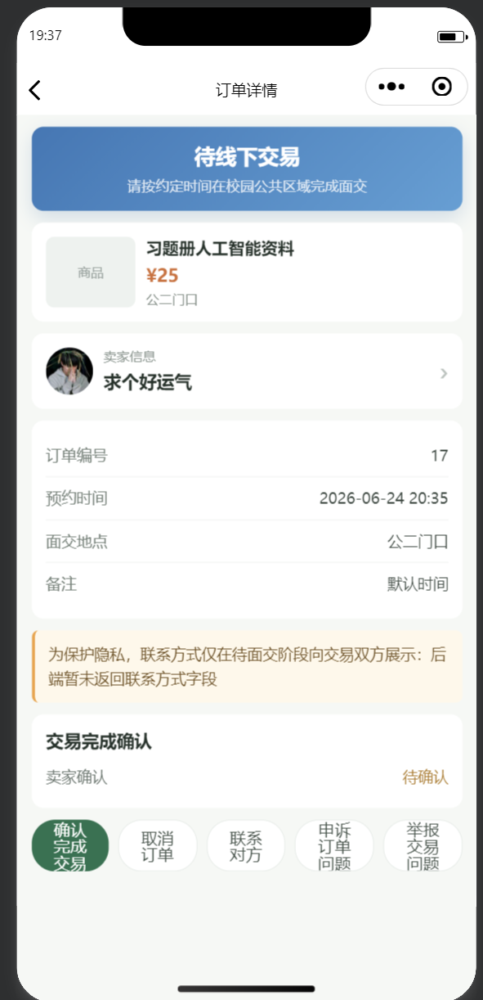 19:37
订单详情
待线下交易
请按约定时间在校园公共区域完成面交
商品
习题册人工智能资料
¥25
公二门口
卖家信息
求个好运气
订单编号 17
预约时间 2026-06-24 20:35
面交地点 公二门口
备注 默认时间
为保护隐私，联系方式仅在待面交阶段向交易双方展示：后
端暂未返回联系方式字段
交易完成确认
卖家确认 待确认
确认
完成
交易
取消
订单
联系
对方
申诉
订单
问题
举报
交易
问题